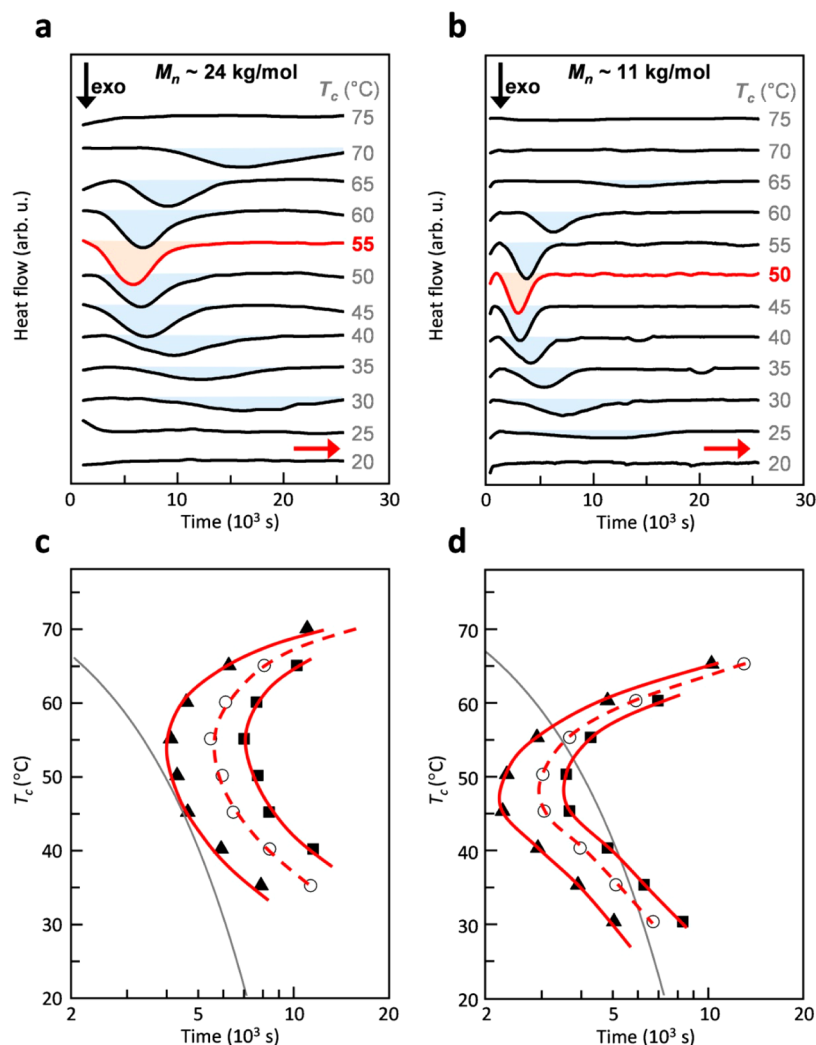 a
b
exo
Mn ~ 24 kg/mol
Tc (°C)
75
70
65
60
55
50
45
40
35
30
25
20
Heat flow (arb. u.)
0
10
20
30
Time (10³ s)
exo
Mn ~ 11 kg/mol
Tc (°C)
75
70
65
60
55
50
45
40
35
30
25
20
Heat flow (arb. u.)
0
10
20
30
Time (10³ s)
c
d
70
60
50
40
30
20
Tc (°C)
2
5
10
20
Time (10³ s)
70
60
50
40
30
20
Tc (°C)
2
5
10
20
Time (10³ s)